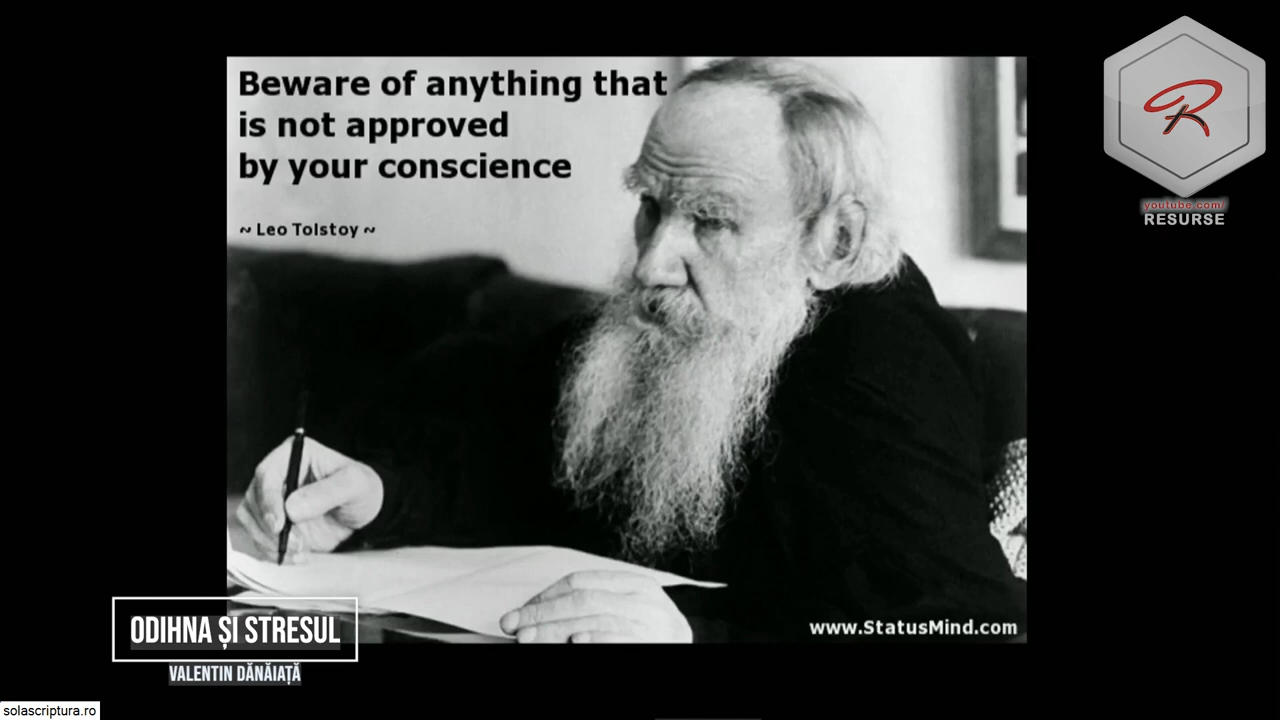 Beware of anything that
is not approved
by your conscience
~ Leo Tolstoy ~
R
youtube.com/
RESURSE
www.StatusMind.com
ODIHNA ȘI STRESUL
VALENTIN DĂNĂIAȚĂ
solascriptura.ro